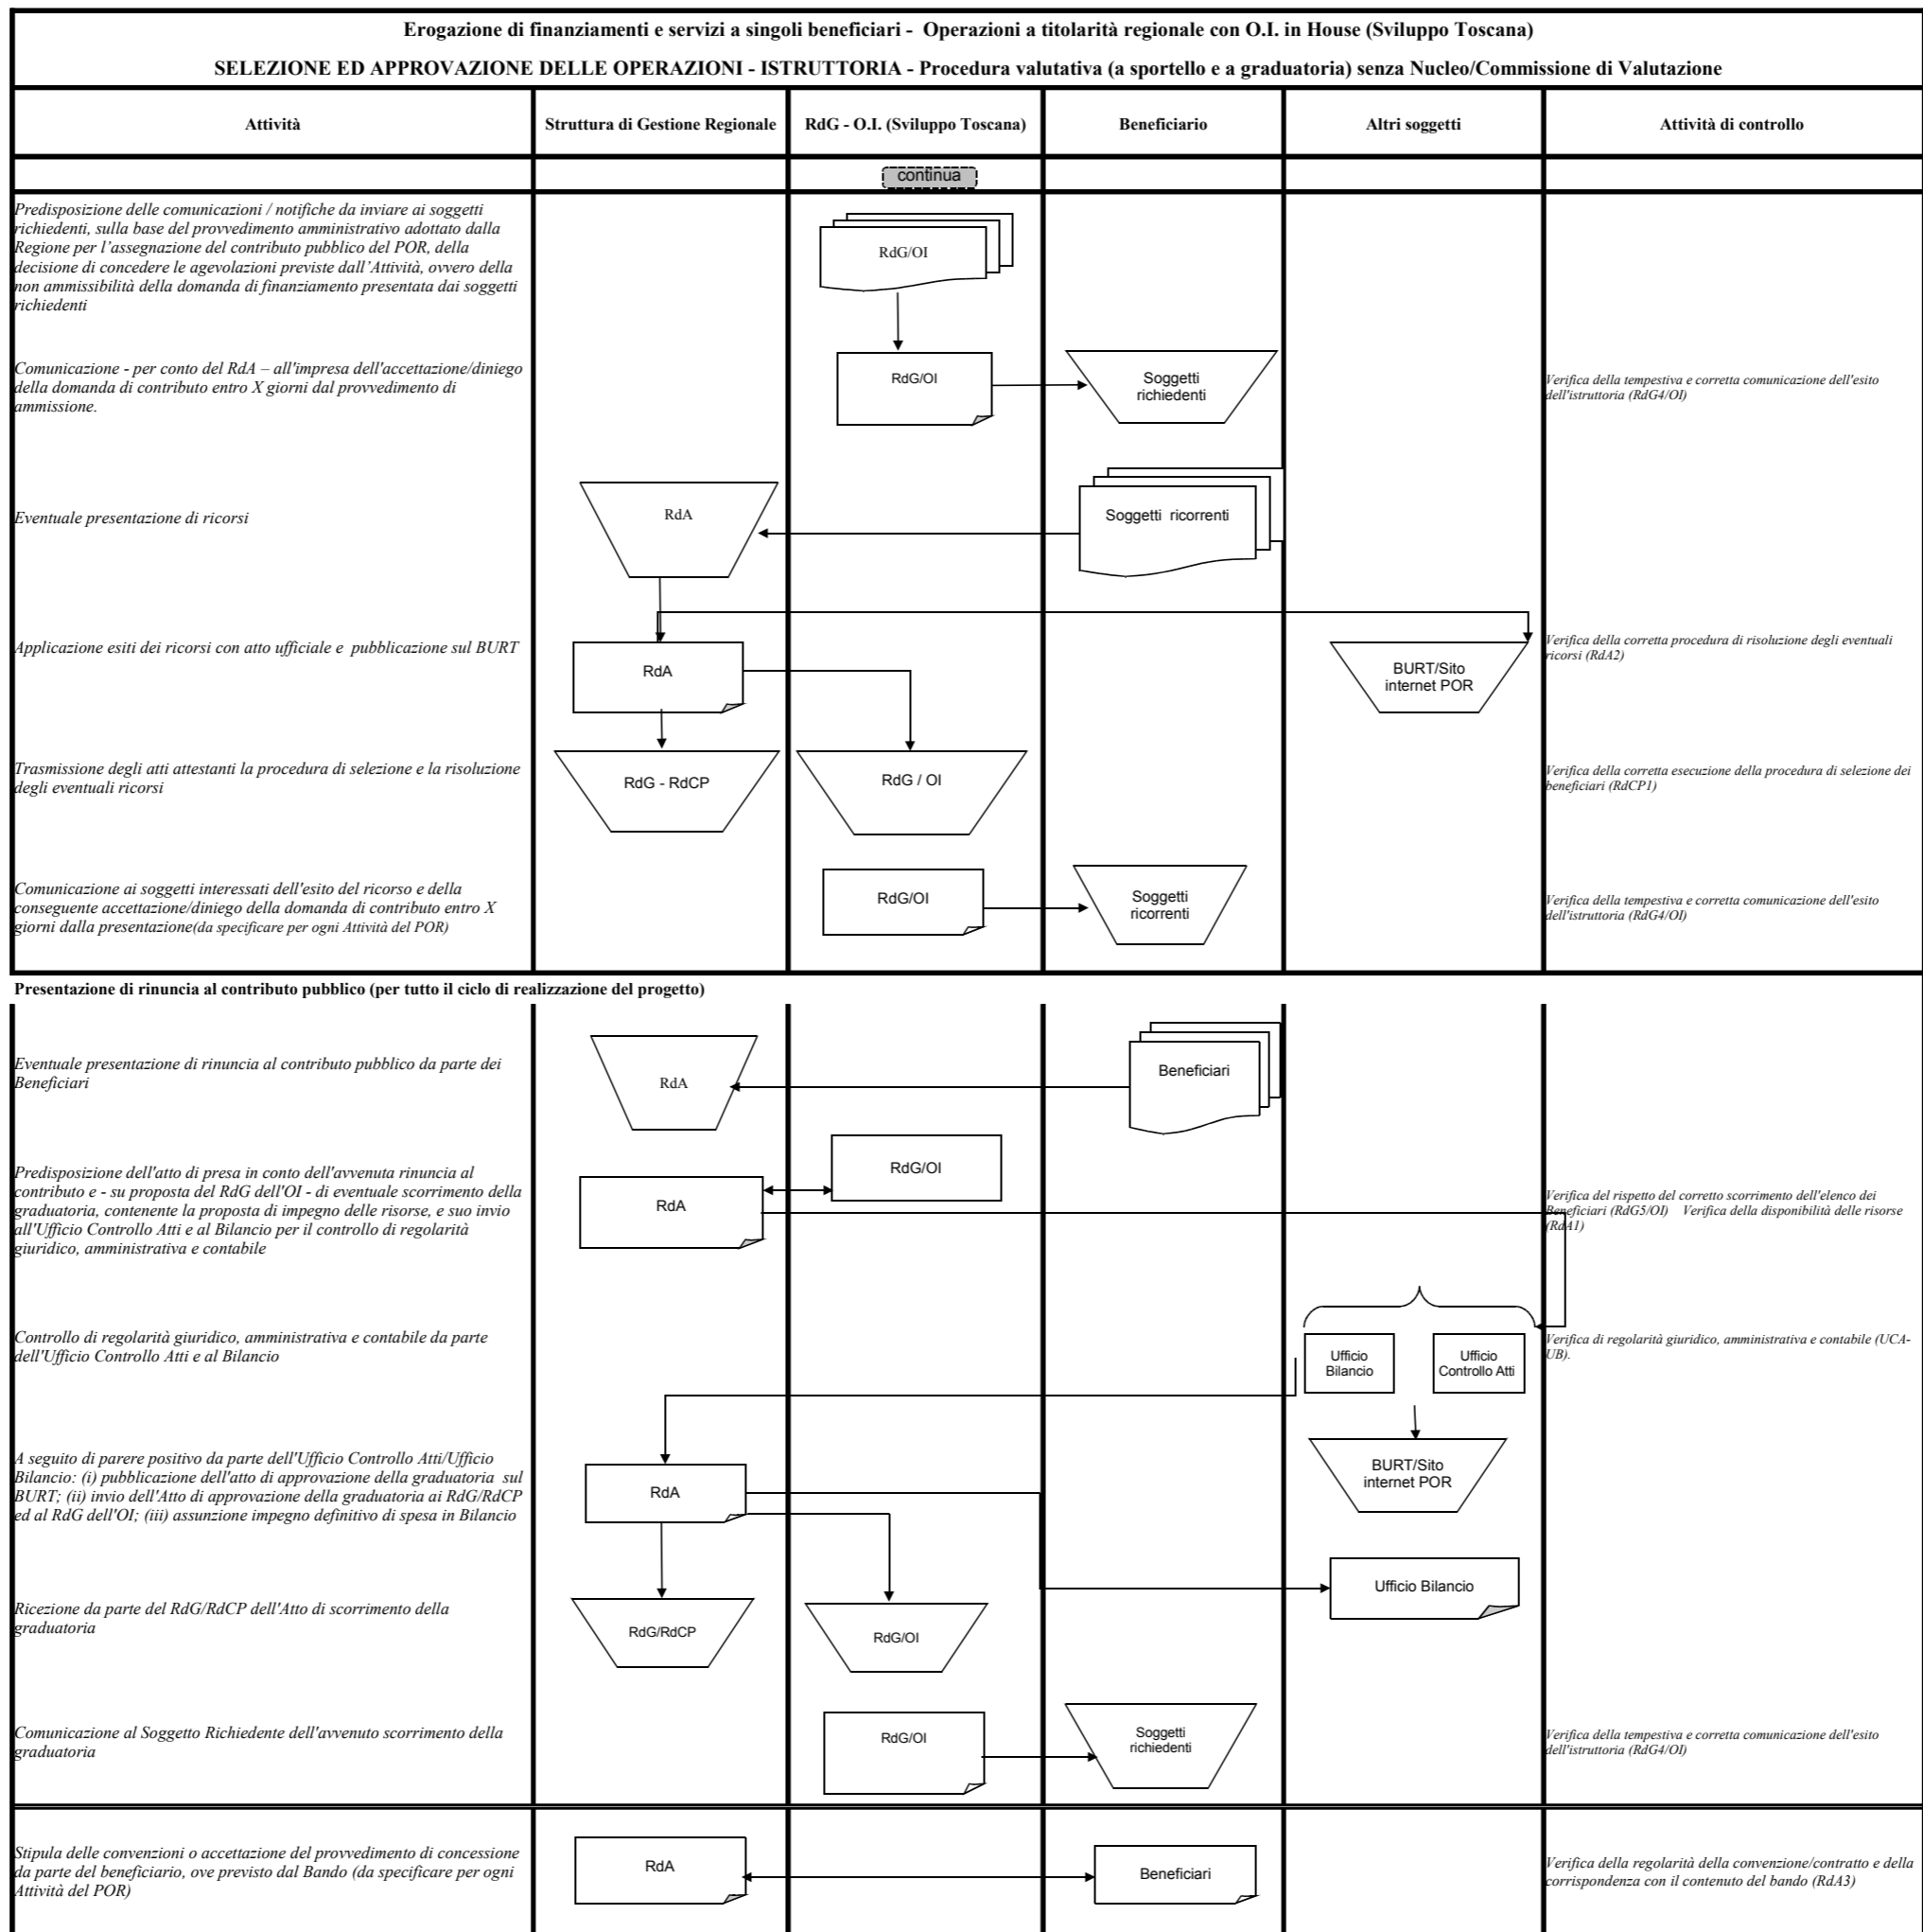 Erogazione di finanziamenti e servizi a singoli beneficiari - Operazioni a titolarità regionale con O.I. in House (Sviluppo Toscana)
SELEZIONE ED APPROVAZIONE DELLE OPERAZIONI - ISTRUTTORIA - Procedura valutativa (a sportello e a graduatoria) senza Nucleo/Commissione di Valutazione
Attività
Struttura di Gestione Regionale
RdG - O.I. (Sviluppo Toscana)
Beneficiario
Altri soggetti
Attività di controllo
continua
Predisposizione delle comunicazioni / notifiche da inviare ai soggetti
richiedenti, sulla base del provvedimento amministrativo adottato dalla
Regione per l'assegnazione del contributo pubblico del POR, della
decisione di concedere le agevolazioni previste dall'Attività, ovvero della
non ammissibilità della domanda di finanziamento presentata dai soggetti
richiedenti
RdG/OI
Comunicazione - per conto del RdA – all'impresa dell'accettazione/diniego
della domanda di contributo entro X giorni dal provvedimento di
ammissione.
RdG/OI
Soggetti
richiedenti
Verifica della tempestiva e corretta comunicazione dell'esito
dell'istruttoria (RdG4/OI)
Eventuale presentazione di ricorsi
RdA
Soggetti ricorrenti
Applicazione esiti dei ricorsi con atto ufficiale e pubblicazione sul BURT
RdA
BURT/Sito
internet POR
Verifica della corretta procedura di risoluzione degli eventuali
ricorsi (RdA2)
Trasmissione degli atti attestanti la procedura di selezione e la risoluzione
degli eventuali ricorsi
RdG - RdCP
RdG / OI
Verifica della corretta esecuzione della procedura di selezione dei
beneficiari (RdCP1)
Comunicazione ai soggetti interessati dell'esito del ricorso e della
conseguente accettazione/diniego della domanda di contributo entro X
giorni dalla presentazione(da specificare per ogni Attività del POR)
RdG/OI
Soggetti
ricorrenti
Verifica della tempestiva e corretta comunicazione dell'esito
dell'istruttoria (RdG4/OI)
Presentazione di rinuncia al contributo pubblico (per tutto il ciclo di realizzazione del progetto)
Eventuale presentazione di rinuncia al contributo pubblico da parte dei
Beneficiari
RdA
Beneficiari
Predisposizione dell'atto di presa in conto dell'avvenuta rinuncia al
contributo e - su proposta del RdG dell'OI - di eventuale scorrimento della
graduatoria, contenente la proposta di impegno delle risorse, e suo invio
all'Ufficio Controllo Atti e al Bilancio per il controllo di regolarità
giuridico, amministrativa e contabile
RdA
RdG/OI
Verifica del rispetto del corretto scorrimento dell'elenco dei
Beneficiari (RdG5/OI) Verifica della disponibilità delle risorse
(RdA1)
Controllo di regolarità giuridico, amministrativa e contabile da parte
dell'Ufficio Controllo Atti e al Bilancio
Ufficio
Bilancio
Ufficio
Controllo Atti
Verifica di regolarità giuridico, amministrativa e contabile (UCA-
UB).
A seguito di parere positivo da parte dell'Ufficio Controllo Atti/Ufficio
Bilancio: (i) pubblicazione dell'atto di approvazione della graduatoria sul
BURT; (ii) invio dell'Atto di approvazione della graduatoria ai RdG/RdCP
ed al RdG dell'OI; (iii) assunzione impegno definitivo di spesa in Bilancio
RdA
BURT/Sito
internet POR
Ufficio Bilancio
Ricezione da parte del RdG/RdCP dell'Atto di scorrimento della
graduatoria
RdG/RdCP
RdG/OI
Comunicazione al Soggetto Richiedente dell'avvenuto scorrimento della
graduatoria
RdG/OI
Soggetti
richiedenti
Verifica della tempestiva e corretta comunicazione dell'esito
dell'istruttoria (RdG4/OI)
Stipula delle convenzioni o accettazione del provvedimento di concessione
da parte del beneficiario, ove previsto dal Bando (da specificare per ogni
Attività del POR)
RdA
Beneficiari
Verifica della regolarità della convenzione/contratto e della
corrispondenza con il contenuto del bando (RdA3)